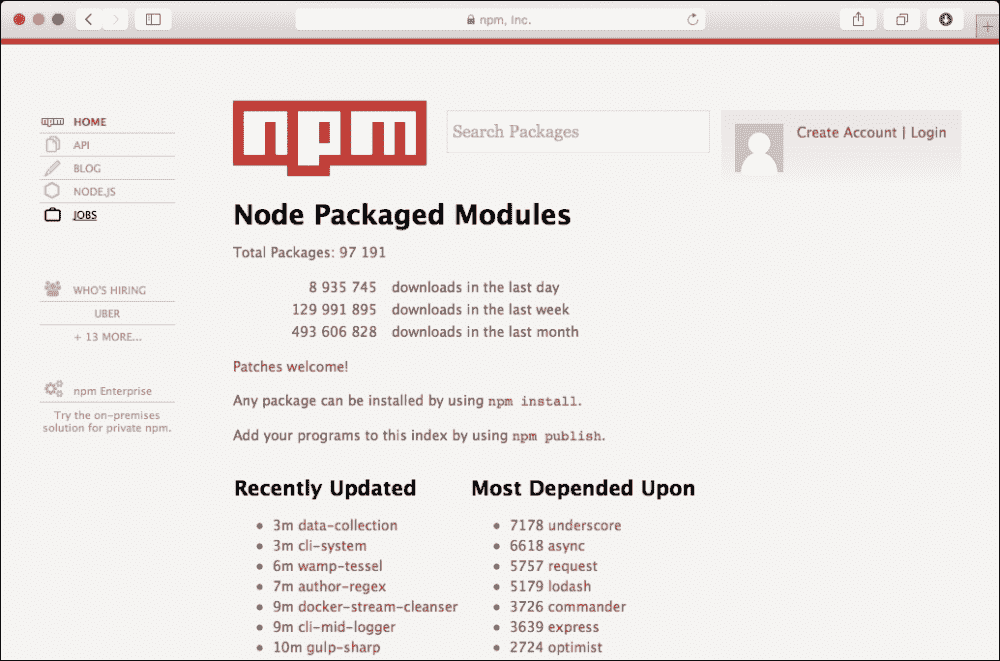 npm, Inc.
npm HOME
API
BLOG
NODE.JS
JOBS
WHO'S HIRING
UBER
+ 13 MORE...
npm Enterprise
Try the on-premises
solution for private npm.
npm
Search Packages
Create Account | Login
Node Packaged Modules
Total Packages: 97 191
8 935 745 downloads in the last day
129 991 895 downloads in the last week
493 606 828 downloads in the last month
Patches welcome!
Any package can be installed by using npm install.
Add your programs to this index by using npm publish.
Recently Updated
3m data-collection
3m cli-system
6m wamp-tessel
7m author-regex
9m docker-stream-cleanser
9m cli-mid-logger
10m gulp-sharp
Most Depended Upon
7178 underscore
6618 async
5757 request
5179 lodash
3726 commander
3639 express
2724 optimist